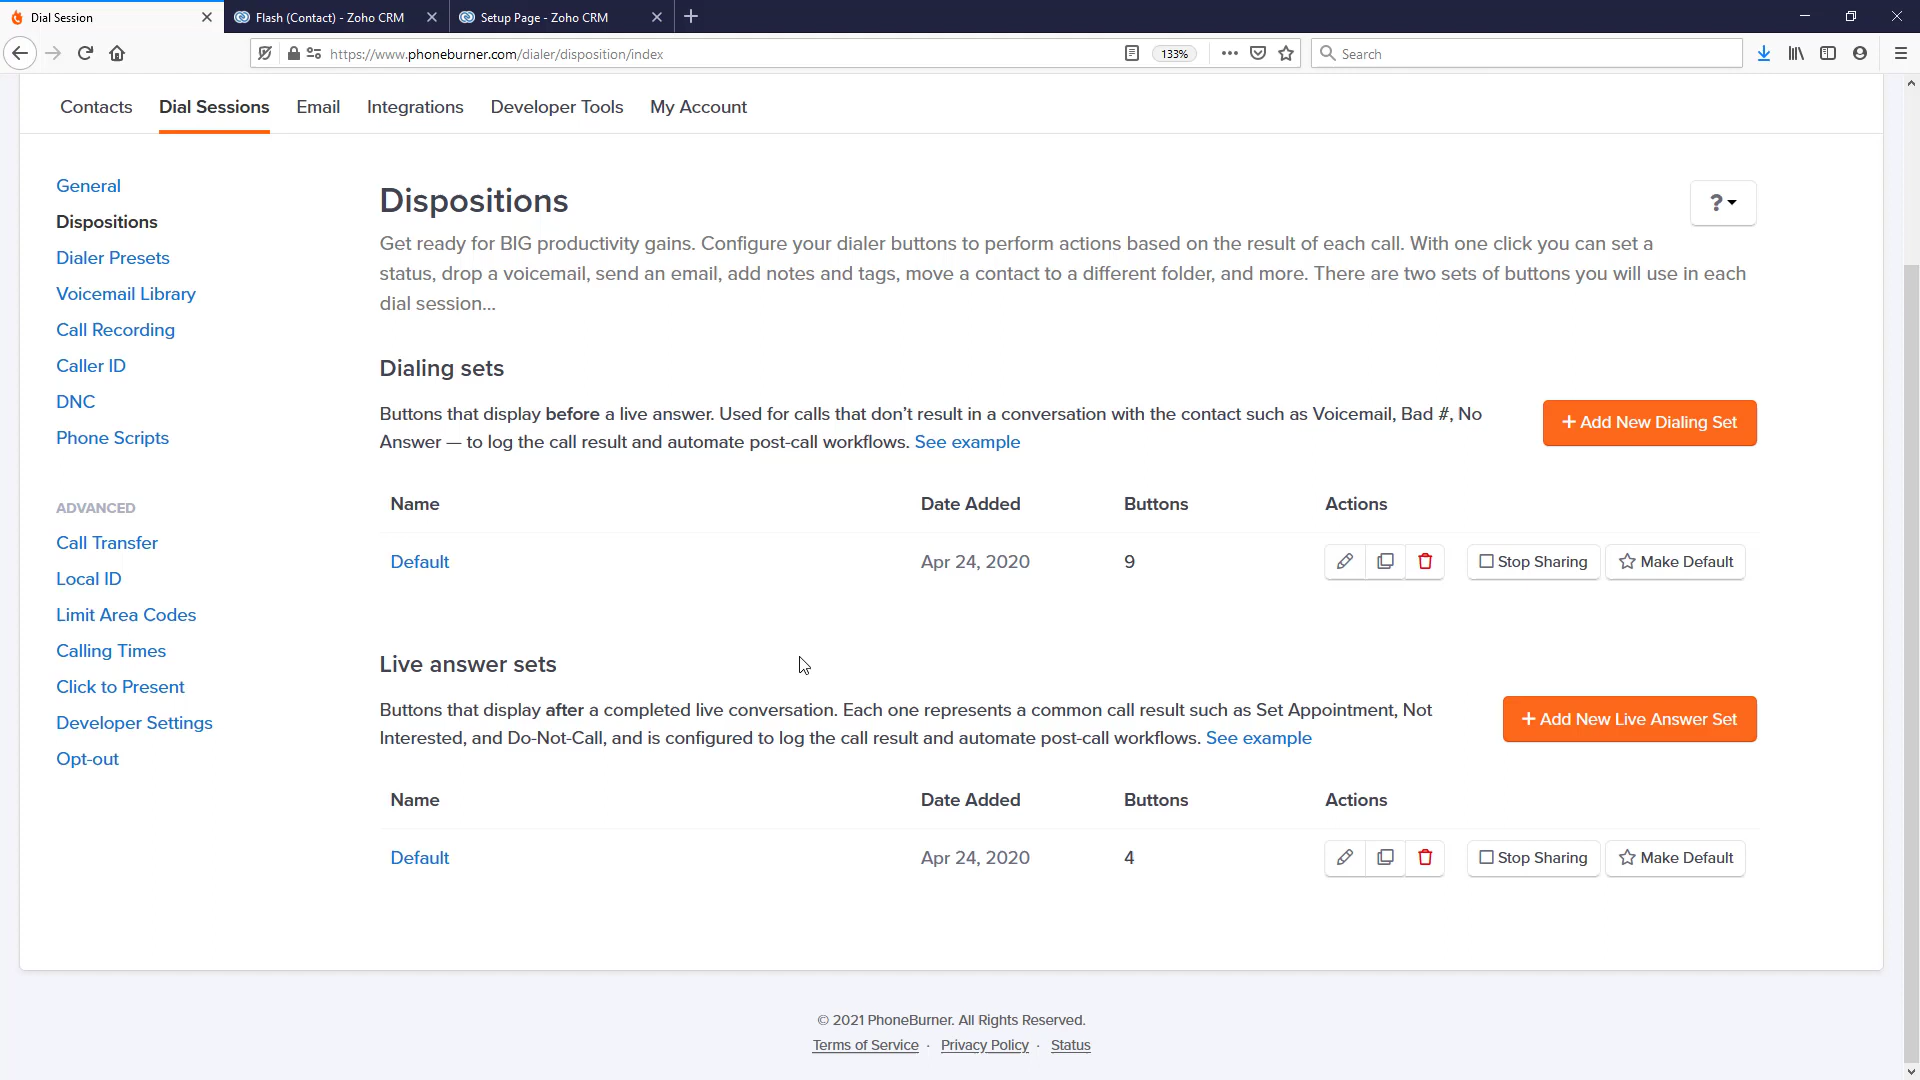 Dial Session
Flash (Contact) - Zoho CRM
Setup Page - Zoho CRM
https://www.phoneburner.com/dialer/disposition/index
133%
Search
Contacts
Dial Sessions
Email
Integrations
Developer Tools
My Account
General
Dispositions
Dialer Presets
Voicemail Library
Call Recording
Caller ID
DNC
Phone Scripts
ADVANCED
Call Transfer
Local ID
Limit Area Codes
Calling Times
Click to Present
Developer Settings
Opt-out
Dispositions
?
Get ready for BIG productivity gains. Configure your dialer buttons to perform actions based on the result of each call. With one click you can set a
status, drop a voicemail, send an email, add notes and tags, move a contact to a different folder, and more. There are two sets of buttons you will use in each
dial session...
Dialing sets
Buttons that display before a live answer. Used for calls that don’t result in a conversation with the contact such as Voicemail, Bad #, No
Answer — to log the call result and automate post-call workflows. See example
+ Add New Dialing Set
Name Date Added Buttons Actions
Default Apr 24, 2020 9 Stop Sharing Make Default
Live answer sets
Buttons that display after a completed live conversation. Each one represents a common call result such as Set Appointment, Not
Interested, and Do-Not-Call, and is configured to log the call result and automate post-call workflows. See example
+ Add New Live Answer Set
Name Date Added Buttons Actions
Default Apr 24, 2020 4 Stop Sharing Make Default
© 2021 PhoneBurner. All Rights Reserved.
Terms of Service · Privacy Policy · Status